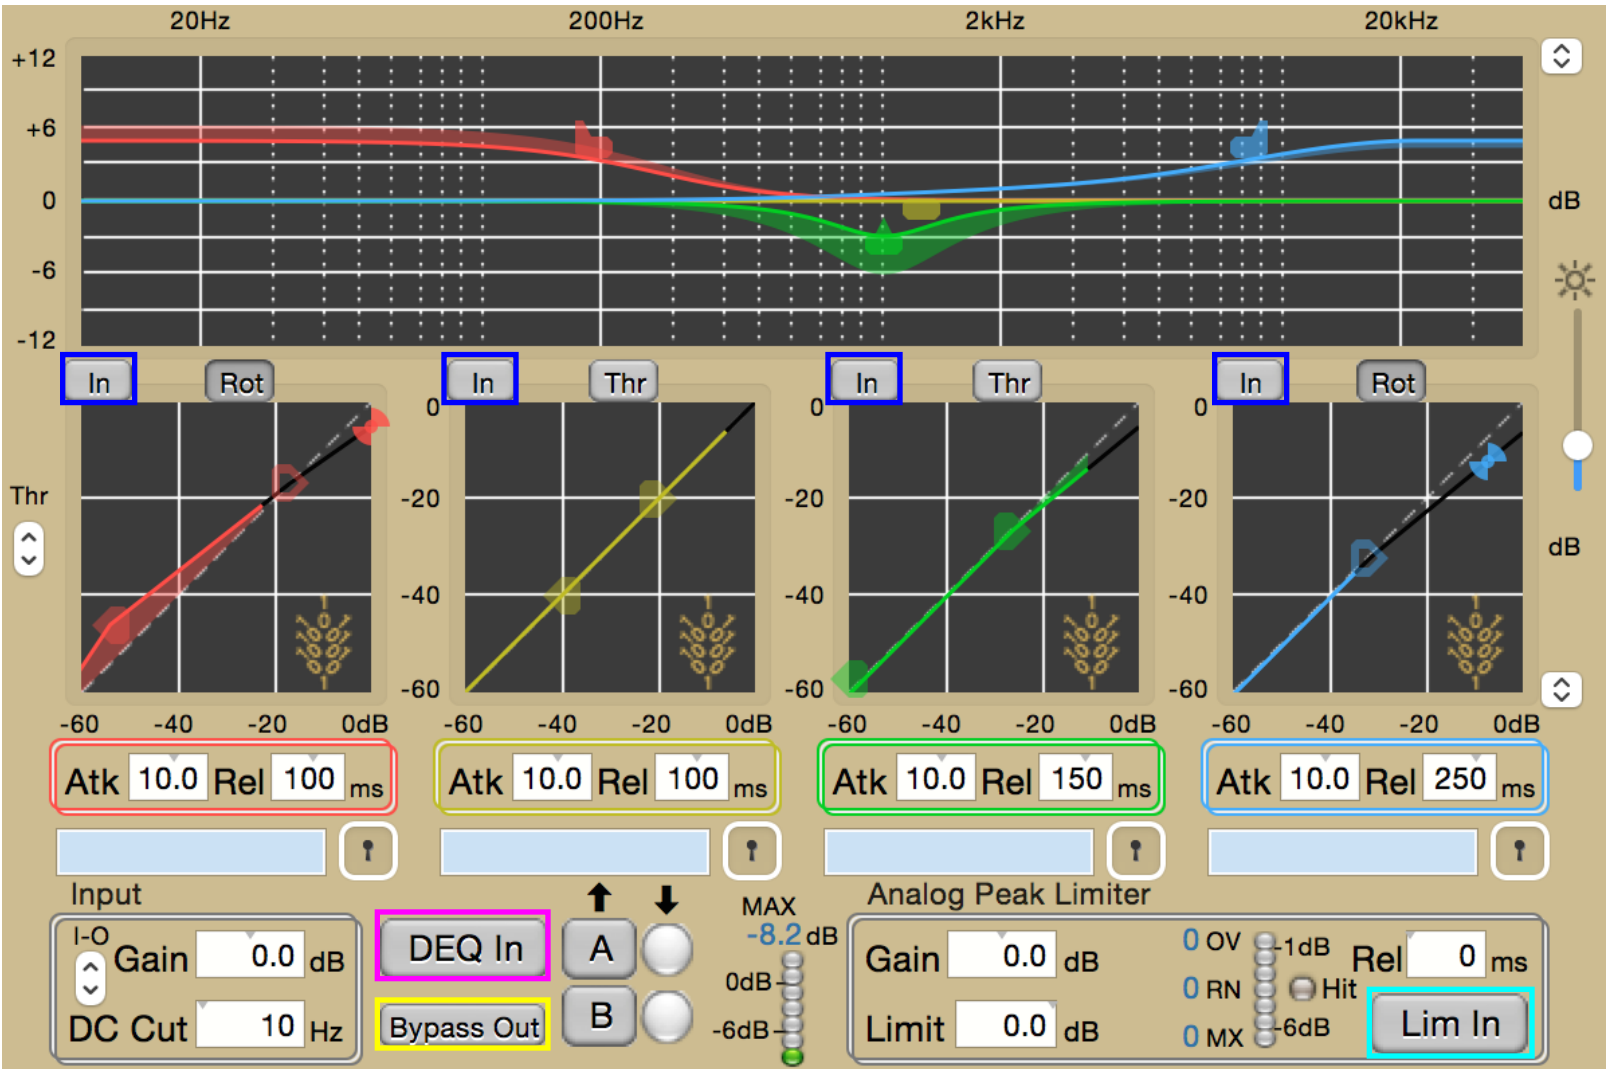 20Hz 200Hz 2kHz 20kHz
+12
+6
0 dB
-6
-12
In Rot In Thr In Thr In Rot
0 0 0
Thr -20 -20 -20
dB
-40 -40 -40
-60 -60 -60
-60 -40 -20 0dB -60 -40 -20 0dB -60 -40 -20 0dB -60 -40 -20 0dB
Atk 10.0 Rel 100 ms Atk 10.0 Rel 100 ms Atk 10.0 Rel 150 ms Atk 10.0 Rel 250 ms
Input
I-O
Gain 0.0 dB
DC Cut 10 Hz
DEQ In
Bypass Out
A
B
MAX
-8.2 dB
0dB
-6dB
Analog Peak Limiter
Gain 0.0 dB
Limit 0.0 dB
0 OV
0 RN
0 MX
-1dB
Hit
-6dB
Rel 0 ms
Lim In